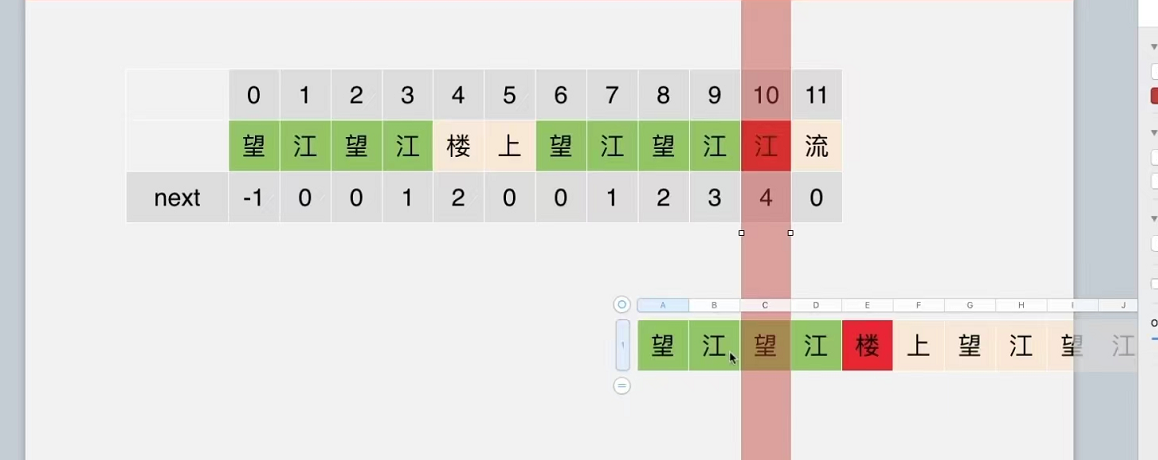 0 1 2 3 4 5 6 7 8 9 10 11
望 江 望 江 楼 上 望 江 望 江 江 流
next -1 0 0 1 2 0 0 1 2 3 4 0
A B C D E F G H I J
1 望 江 望 江 楼 上 望 江 望 江